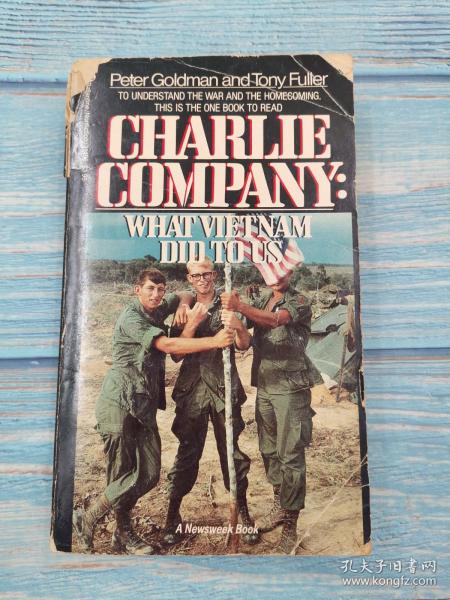 Peter Goldman and Tony Fuller
TO UNDERSTAND THE WAR AND THE HOMECOMING,
THIS IS THE ONE BOOK TO READ
CHARLIE
COMPANY:
WHAT VIETNAM
DID TO US
A Newsweek Book
孔夫子旧书网
www.kongfz.com